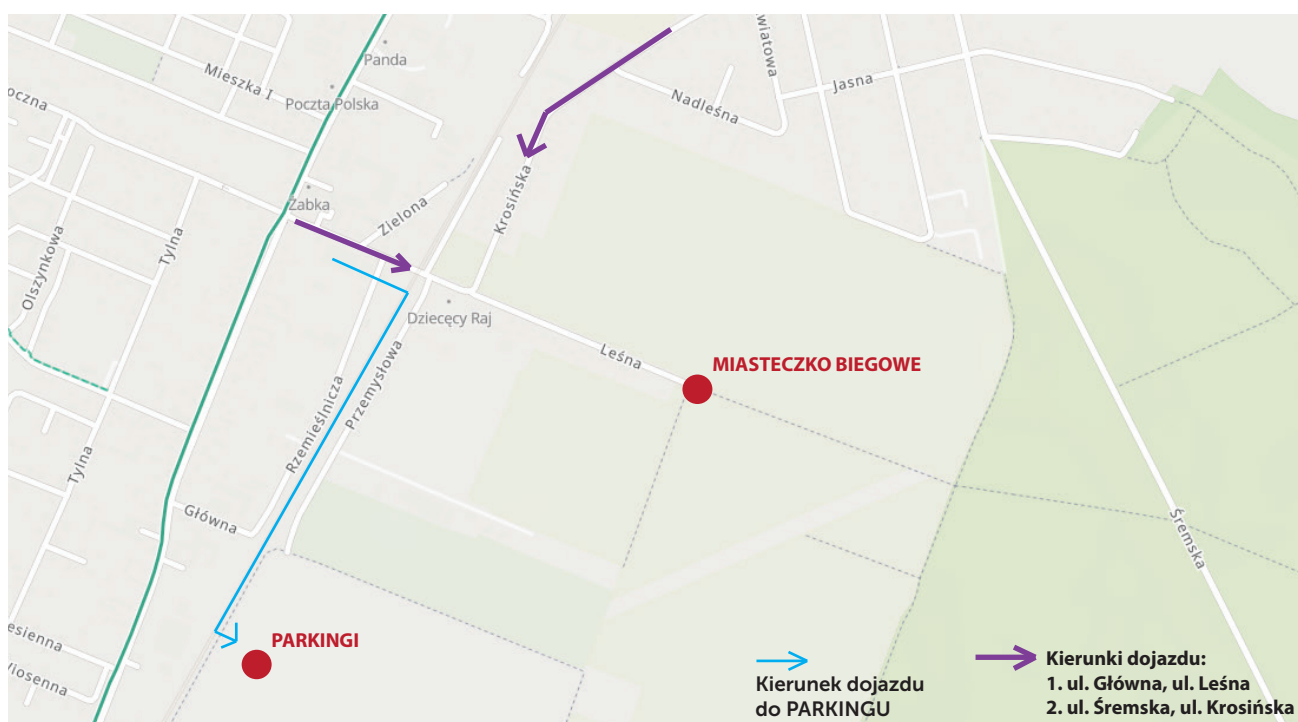 Panda
Mieszka I
Poczta Polska
oczna
wiatowa
Jasna
Nadleśna
Żabka
Zielona
Krosińska
Tylna
Olszynkowa
Dziecęcy Raj
Leśna
MIASTECZKO BIEGOWE
Przemysłowa
Rzemieślnicza
Tylna
Główna
Śremska
esienna
Wiosenna
PARKINGI
Kierunek dojazdu
do PARKINGU
Kierunki dojazdu:
1. ul. Główna, ul. Leśna
2. ul. Śremska, ul. Krosińska